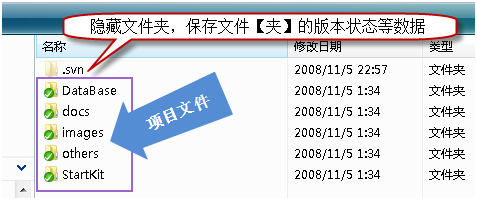 隐藏文件夹，保存文件【夹】的版本状态等数据
名称 修改日期 类型
.svn 2008/11/5 22:57 文件夹
DataBase 2008/11/5 1:34 文件夹
docs 2008/11/5 1:34 文件夹
images 2008/11/5 1:34 文件夹
others 2008/11/5 1:34 文件夹
StartKit 2008/11/5 1:34 文件夹
项目文件